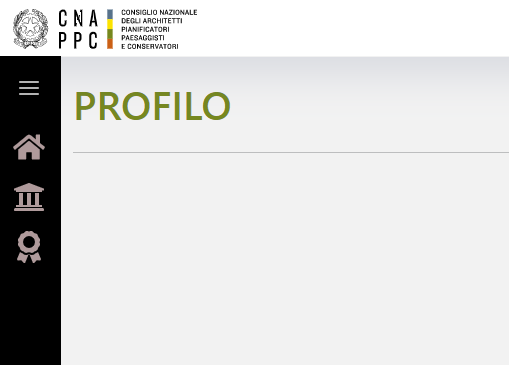 CNA
PPC
CONSIGLIO NAZIONALE
DEGLI ARCHITETTI
PIANIFICATORI
PAESAGGISTI
E CONSERVATORI
PROFILO